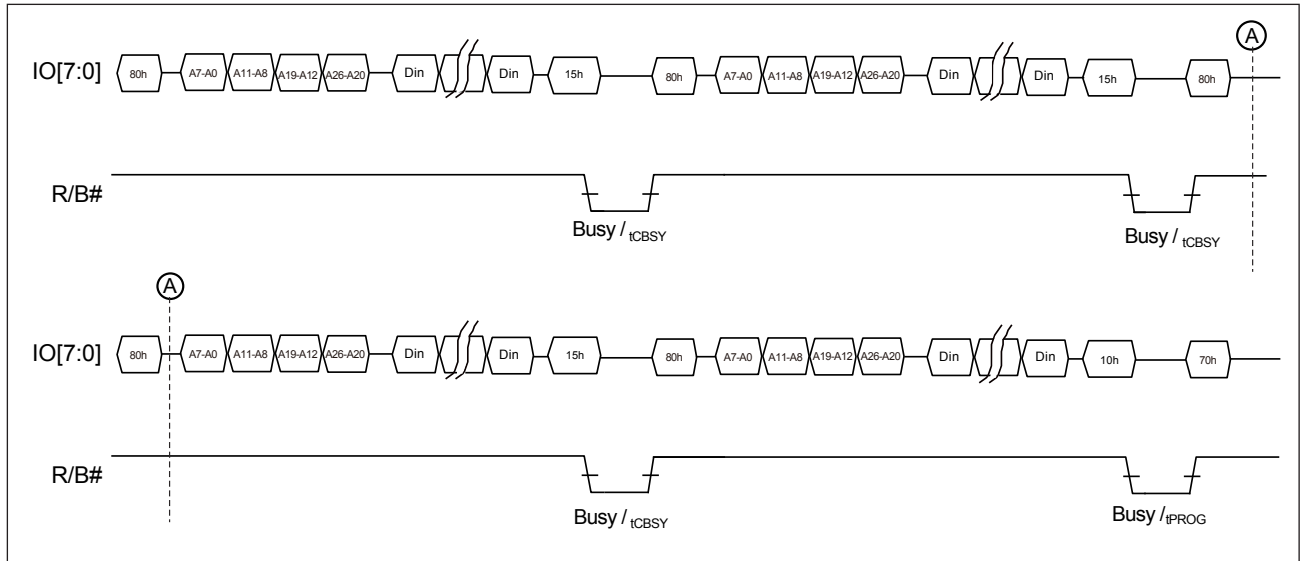 A
IO[7:0] 80h A7-A0 A11-A8 A19-A12 A26-A20 Din Din 15h 80h A7-A0 A11-A8 A19-A12 A26-A20 Din Din 15h 80h
R/B#
Busy / tCBSY Busy / tCBSY
A
IO[7:0] 80h A7-A0 A11-A8 A19-A12 A26-A20 Din Din 15h 80h A7-A0 A11-A8 A19-A12 A26-A20 Din Din 10h 70h
R/B#
Busy / tCBSY Busy / tPROG